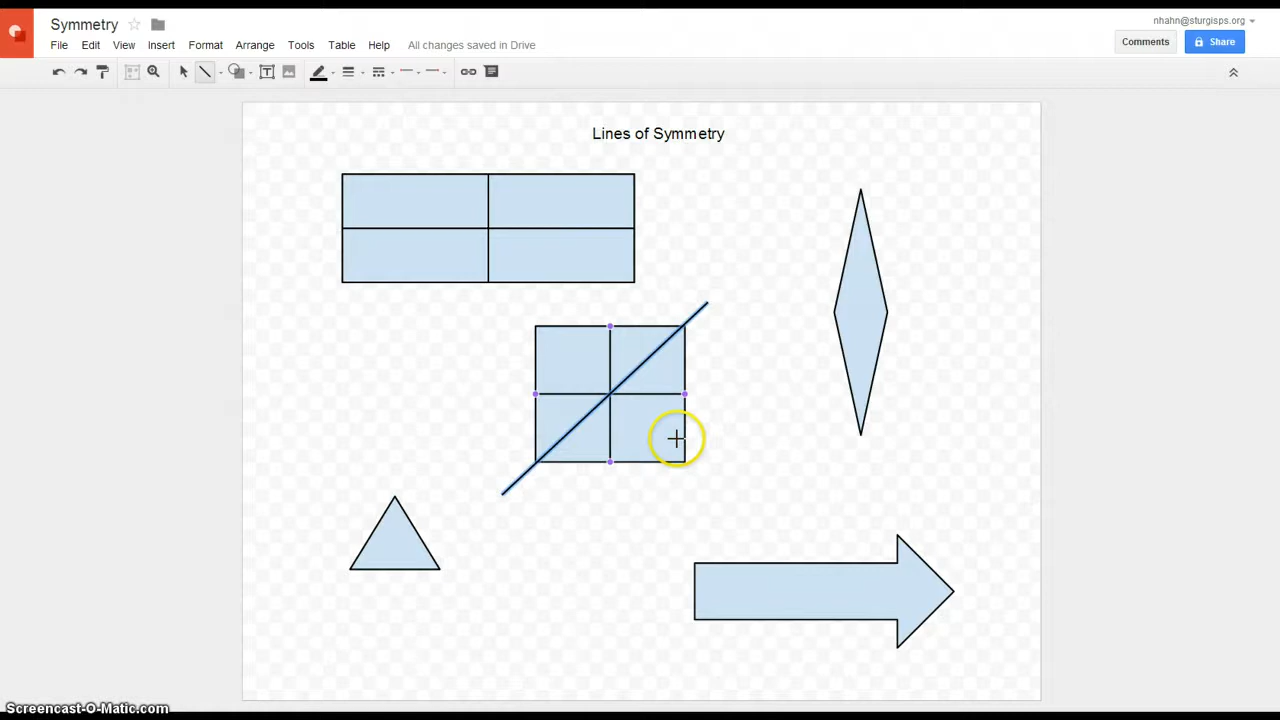 Symmetry
nhahn@sturgisps.org
File Edit View Insert Format Arrange Tools Table Help All changes saved in Drive
Comments Share
Lines of Symmetry
Screencast-O-Matic.com